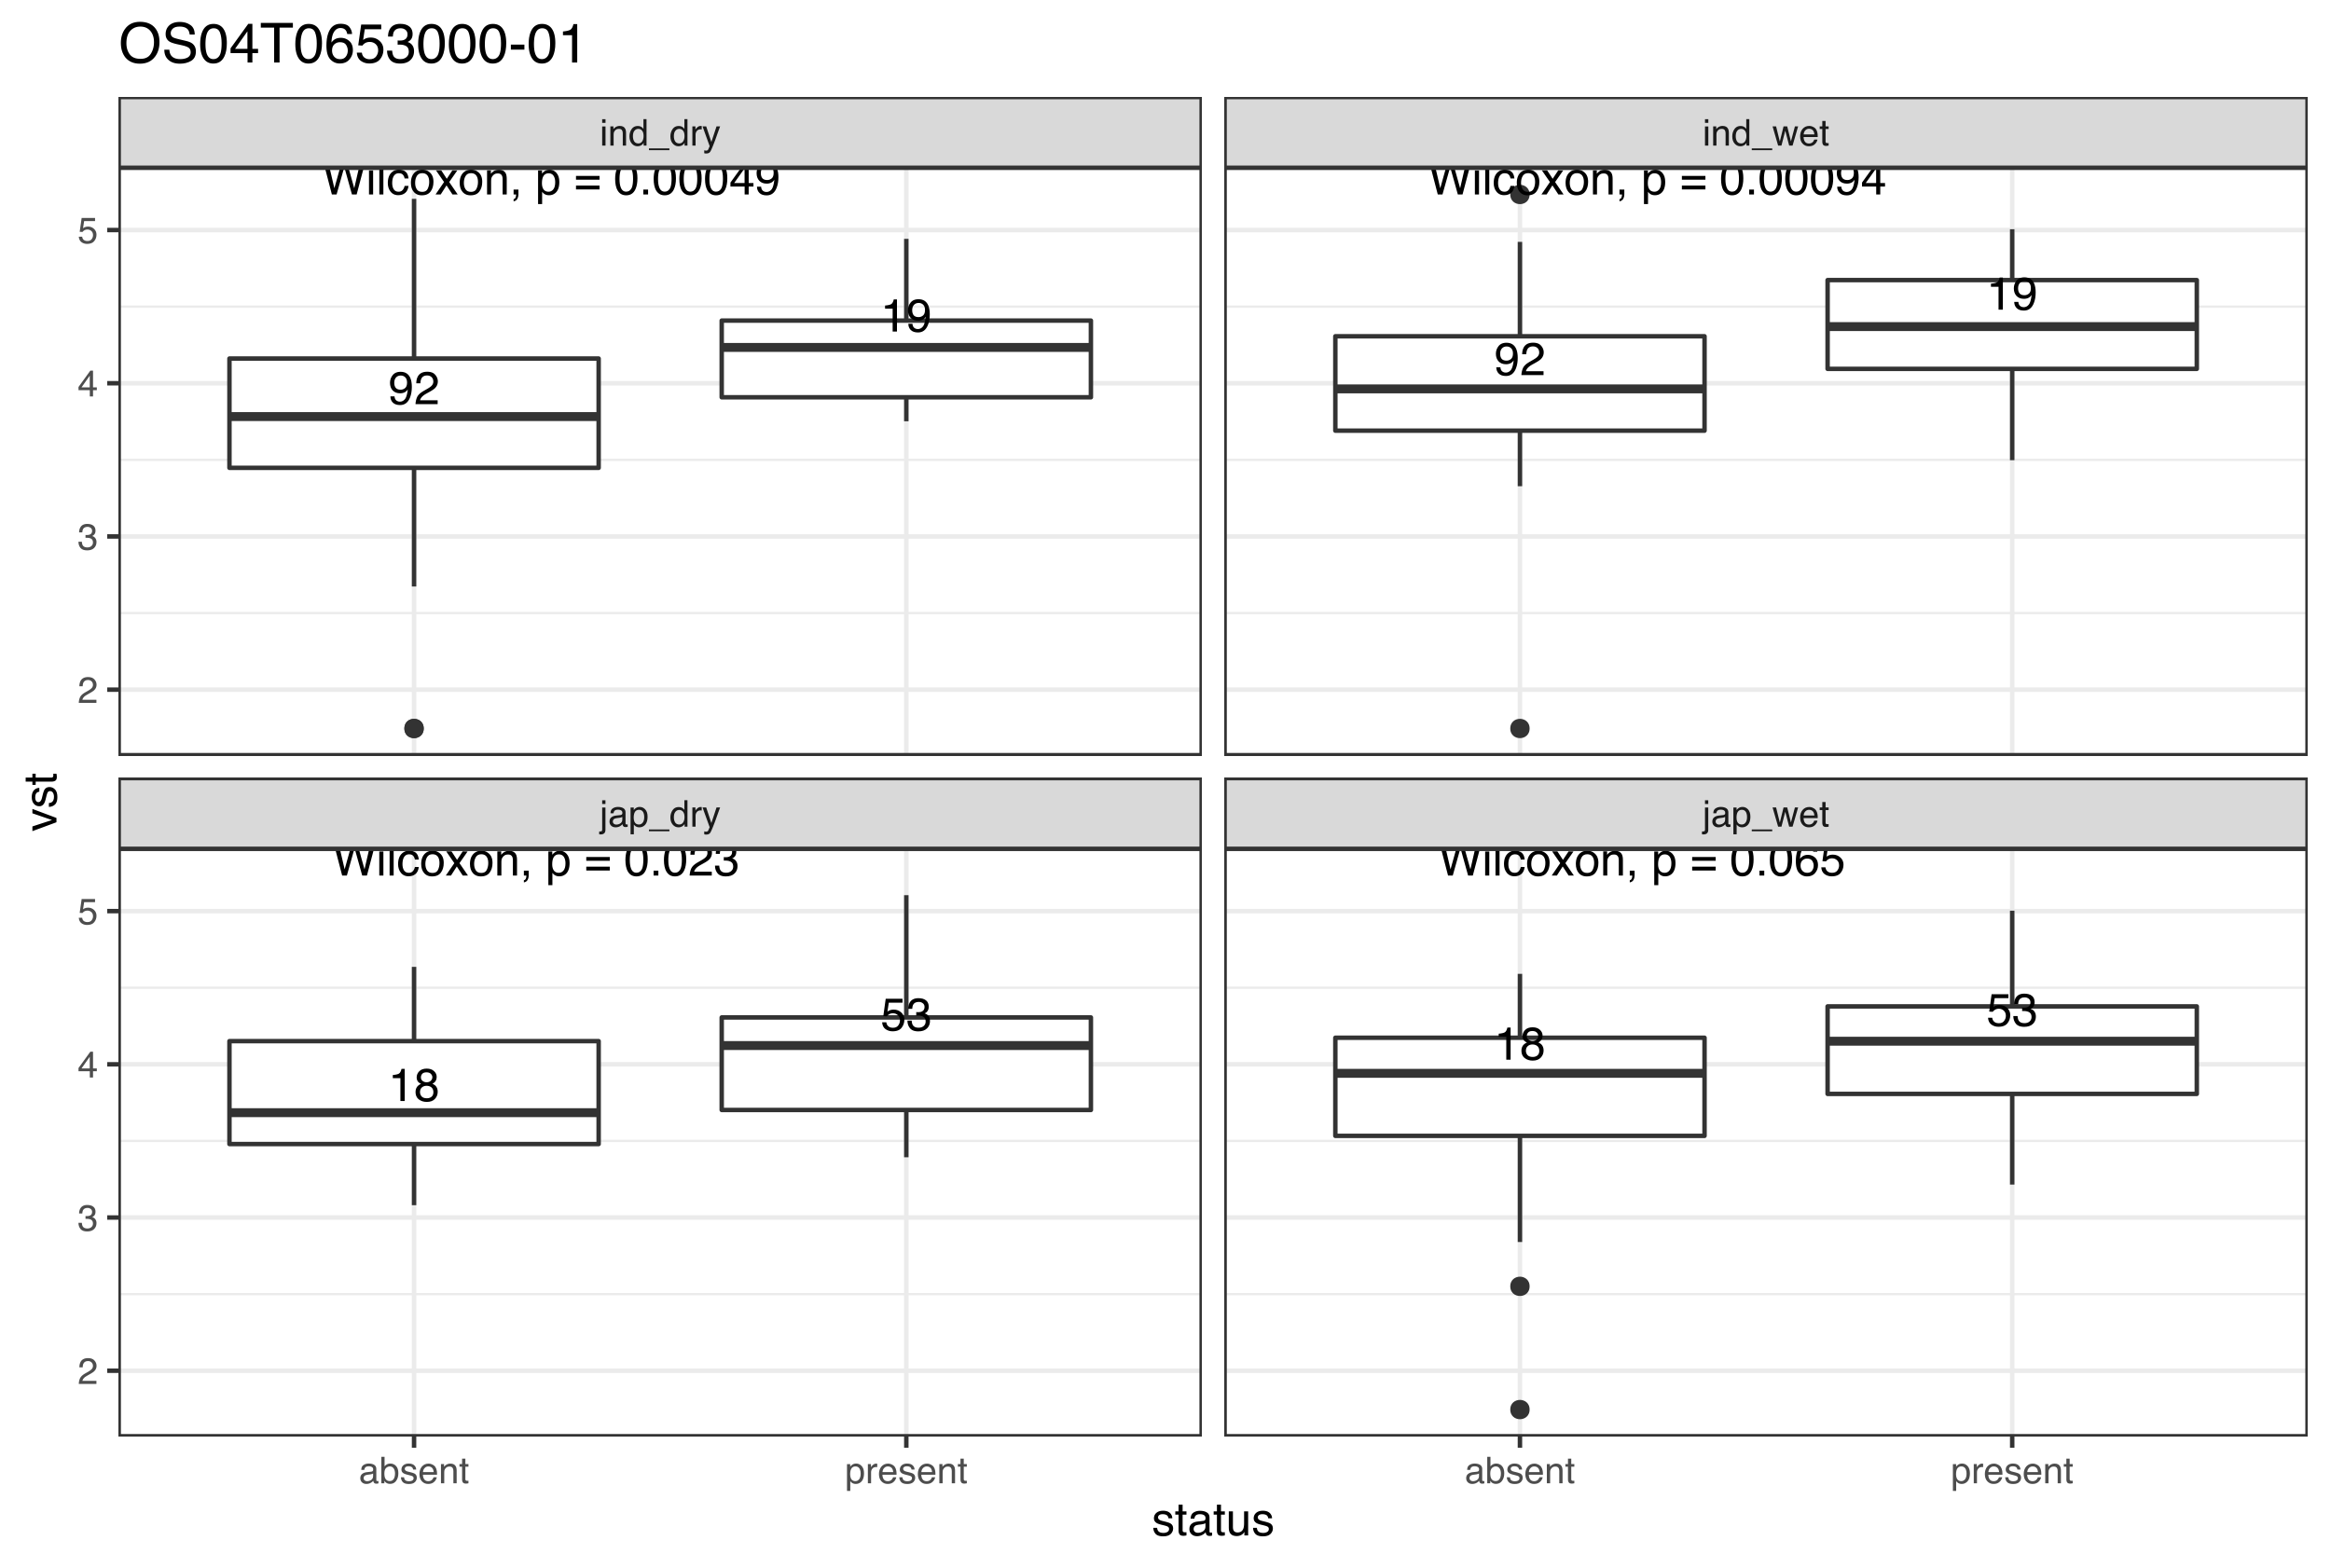 OS04T0653000-01
ind_dry
ind_wet
Wilcoxon, p = 0.00049
Wilcoxon, p = 0.00094
5
4
3
2
92
19
92
19
vst
jap_dry
jap_wet
Wilcoxon, p = 0.023
Wilcoxon, p = 0.065
5
4
3
2
18
53
18
53
absent
present
absent
present
status